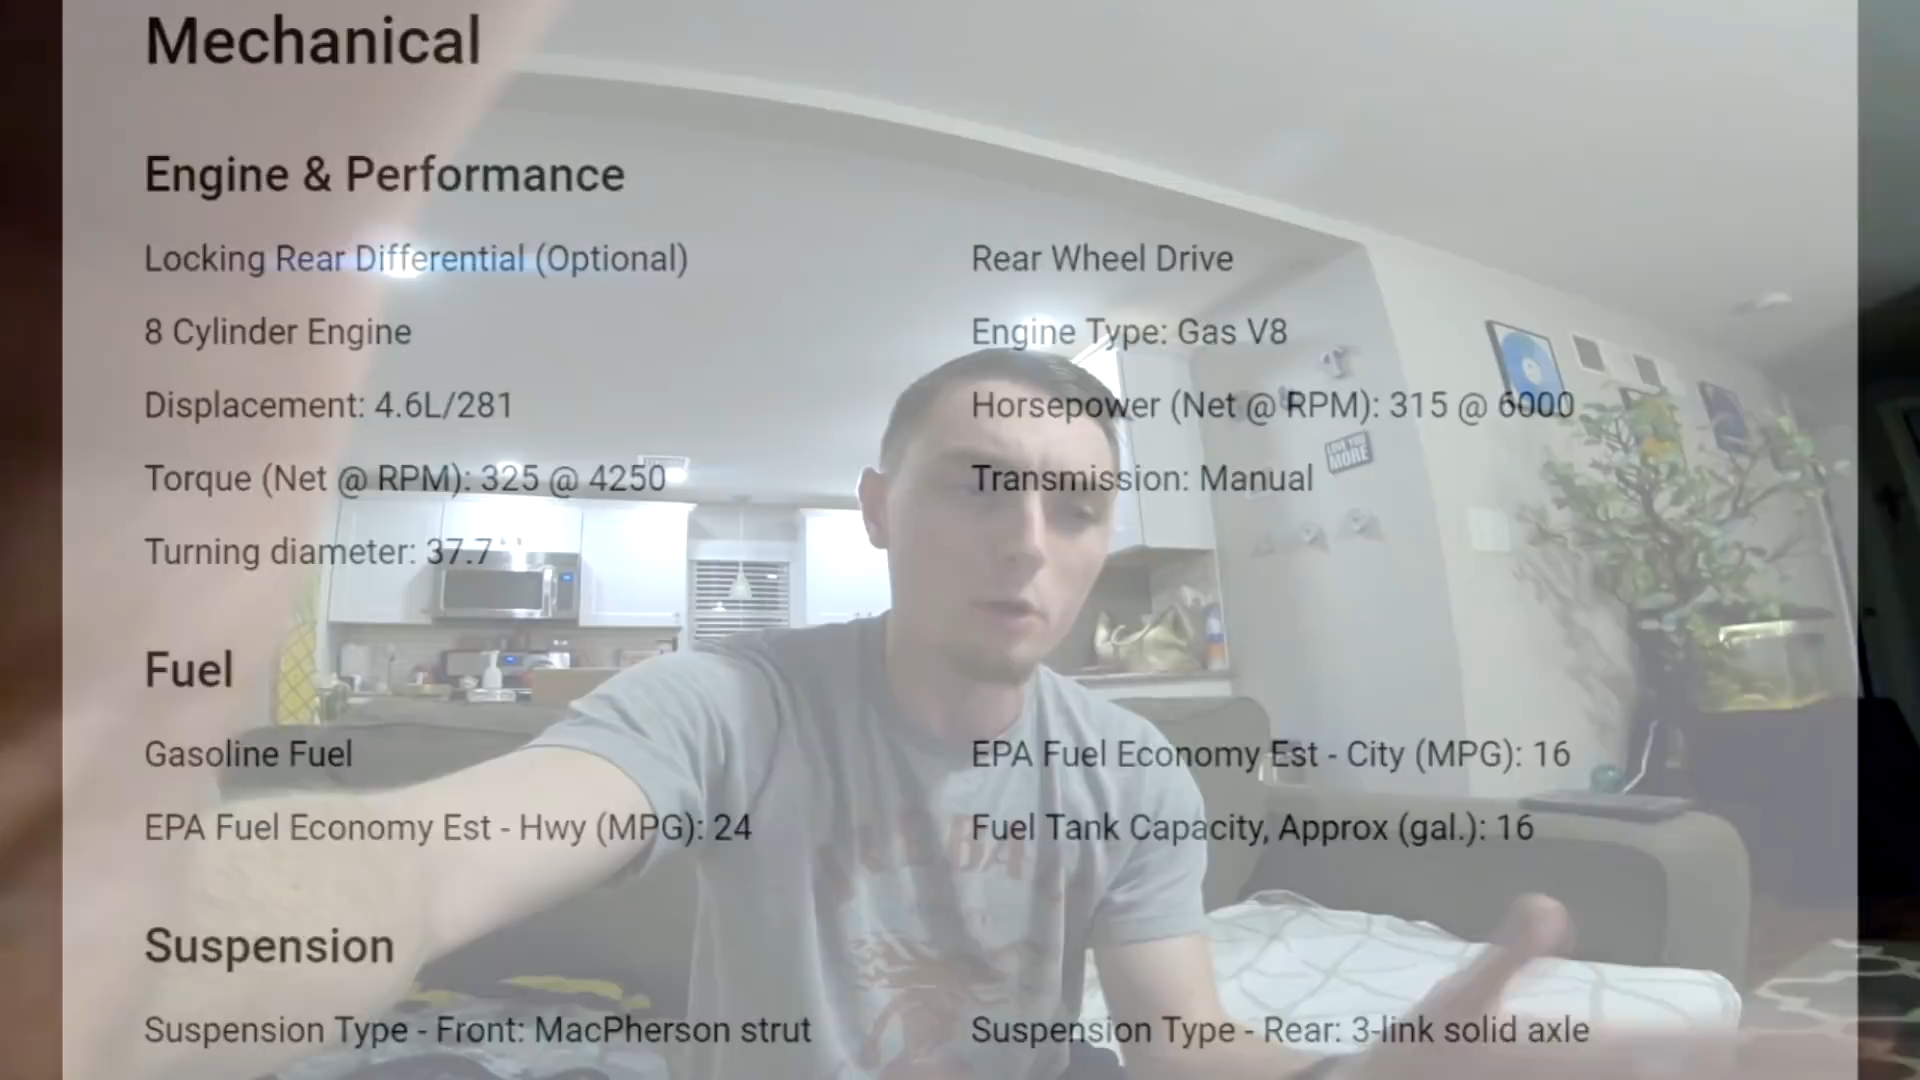 Mechanical
Engine & Performance
Locking Rear Differential (Optional)
Rear Wheel Drive
8 Cylinder Engine
Engine Type: Gas V8
Displacement: 4.6L/281
Horsepower (Net @ RPM): 315 @ 6000
Torque (Net @ RPM): 325 @ 4250
Transmission: Manual
Turning diameter: 37.7'
Fuel
Gasoline Fuel
EPA Fuel Economy Est - City (MPG): 16
EPA Fuel Economy Est - Hwy (MPG): 24
Fuel Tank Capacity, Approx (gal.): 16
Suspension
Suspension Type - Front: MacPherson strut
Suspension Type - Rear: 3-link solid axle
LOVE YOU
MORE